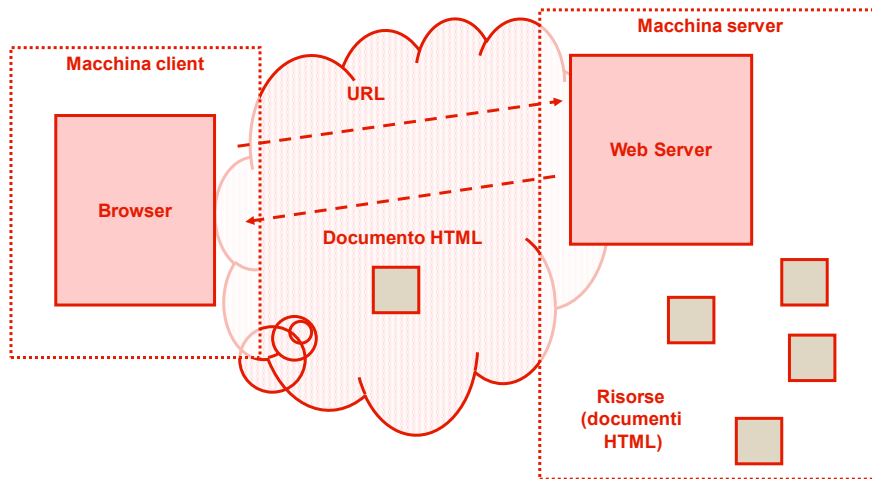 Macchina server
Macchina client
URL
Web Server
Browser
Documento HTML
Risorse
(documenti
HTML)